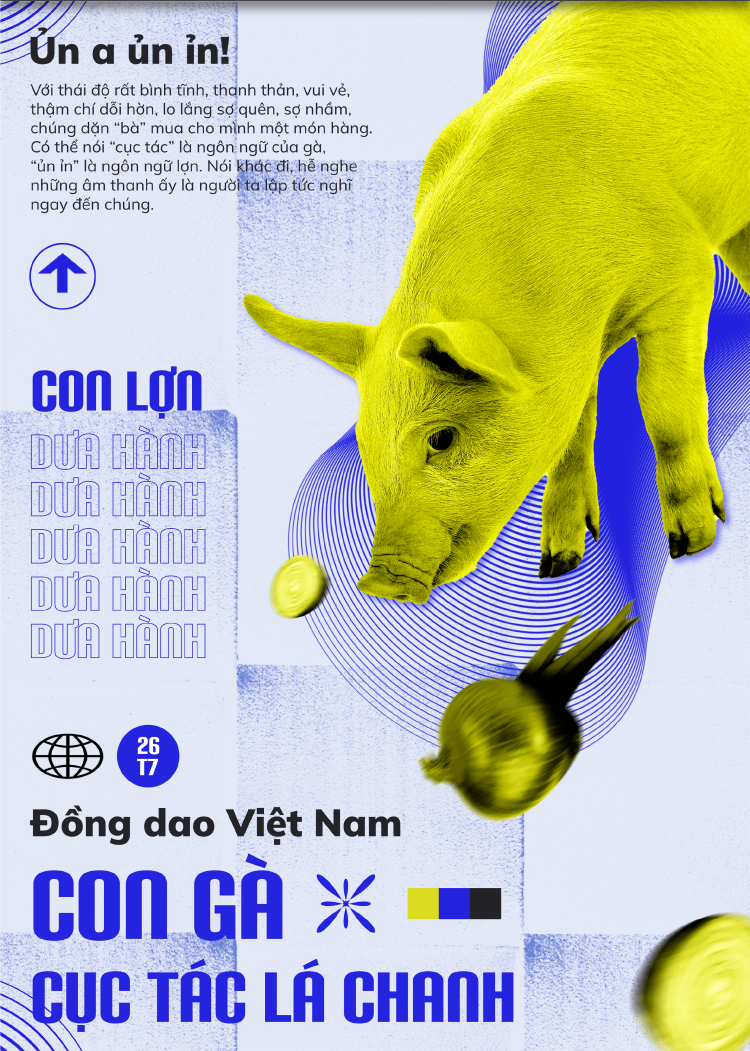 Ủn a ủn ỉn!
Với thái độ rất bình tĩnh, thanh thản, vui vẻ,
thậm chí dỗi hờn, lo lắng sợ quên, sợ nhầm,
chúng dặn “bà” mua cho mình một món hàng.
Có thể nói “cục tác” là ngôn ngữ của gà,
“ủn ỉn” là ngôn ngữ lợn. Nói khác đi, hễ nghe
những âm thanh ấy là người ta lập tức nghĩ
ngay đến chúng.
CON LỢN
DƯA HÀNH
DƯA HÀNH
DƯA HÀNH
DƯA HÀNH
DƯA HÀNH
26
T7
Đồng dao Việt Nam
CON GÀ
CỤC TÁC LÁ CHANH